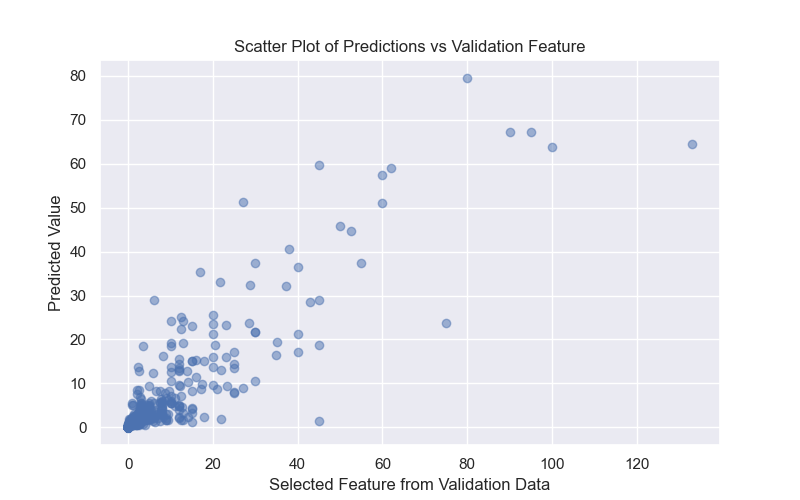 Scatter Plot of Predictions vs Validation Feature
80
70
60
50
40
30
20
10
0
Predicted Value
0 20 40 60 80 100 120
Selected Feature from Validation Data